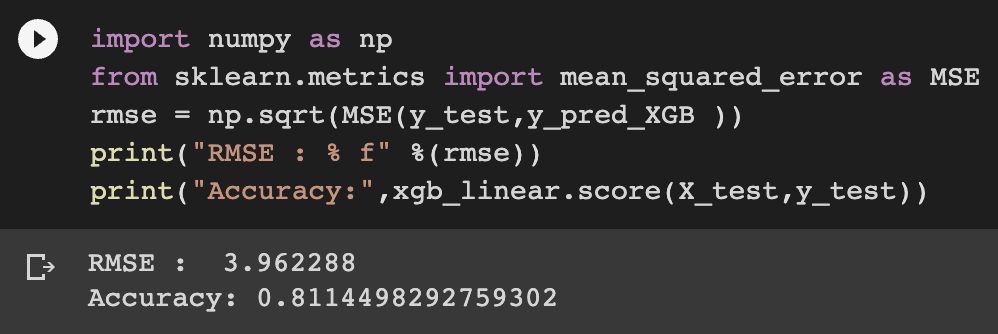 import numpy as np
from sklearn.metrics import mean_squared_error as MSE
rmse = np.sqrt(MSE(y_test,y_pred_XGB ))
print("RMSE : % f" %(rmse))
print("Accuracy:",xgb_linear.score(X_test,y_test))
RMSE :  3.962288
Accuracy: 0.8114498292759302